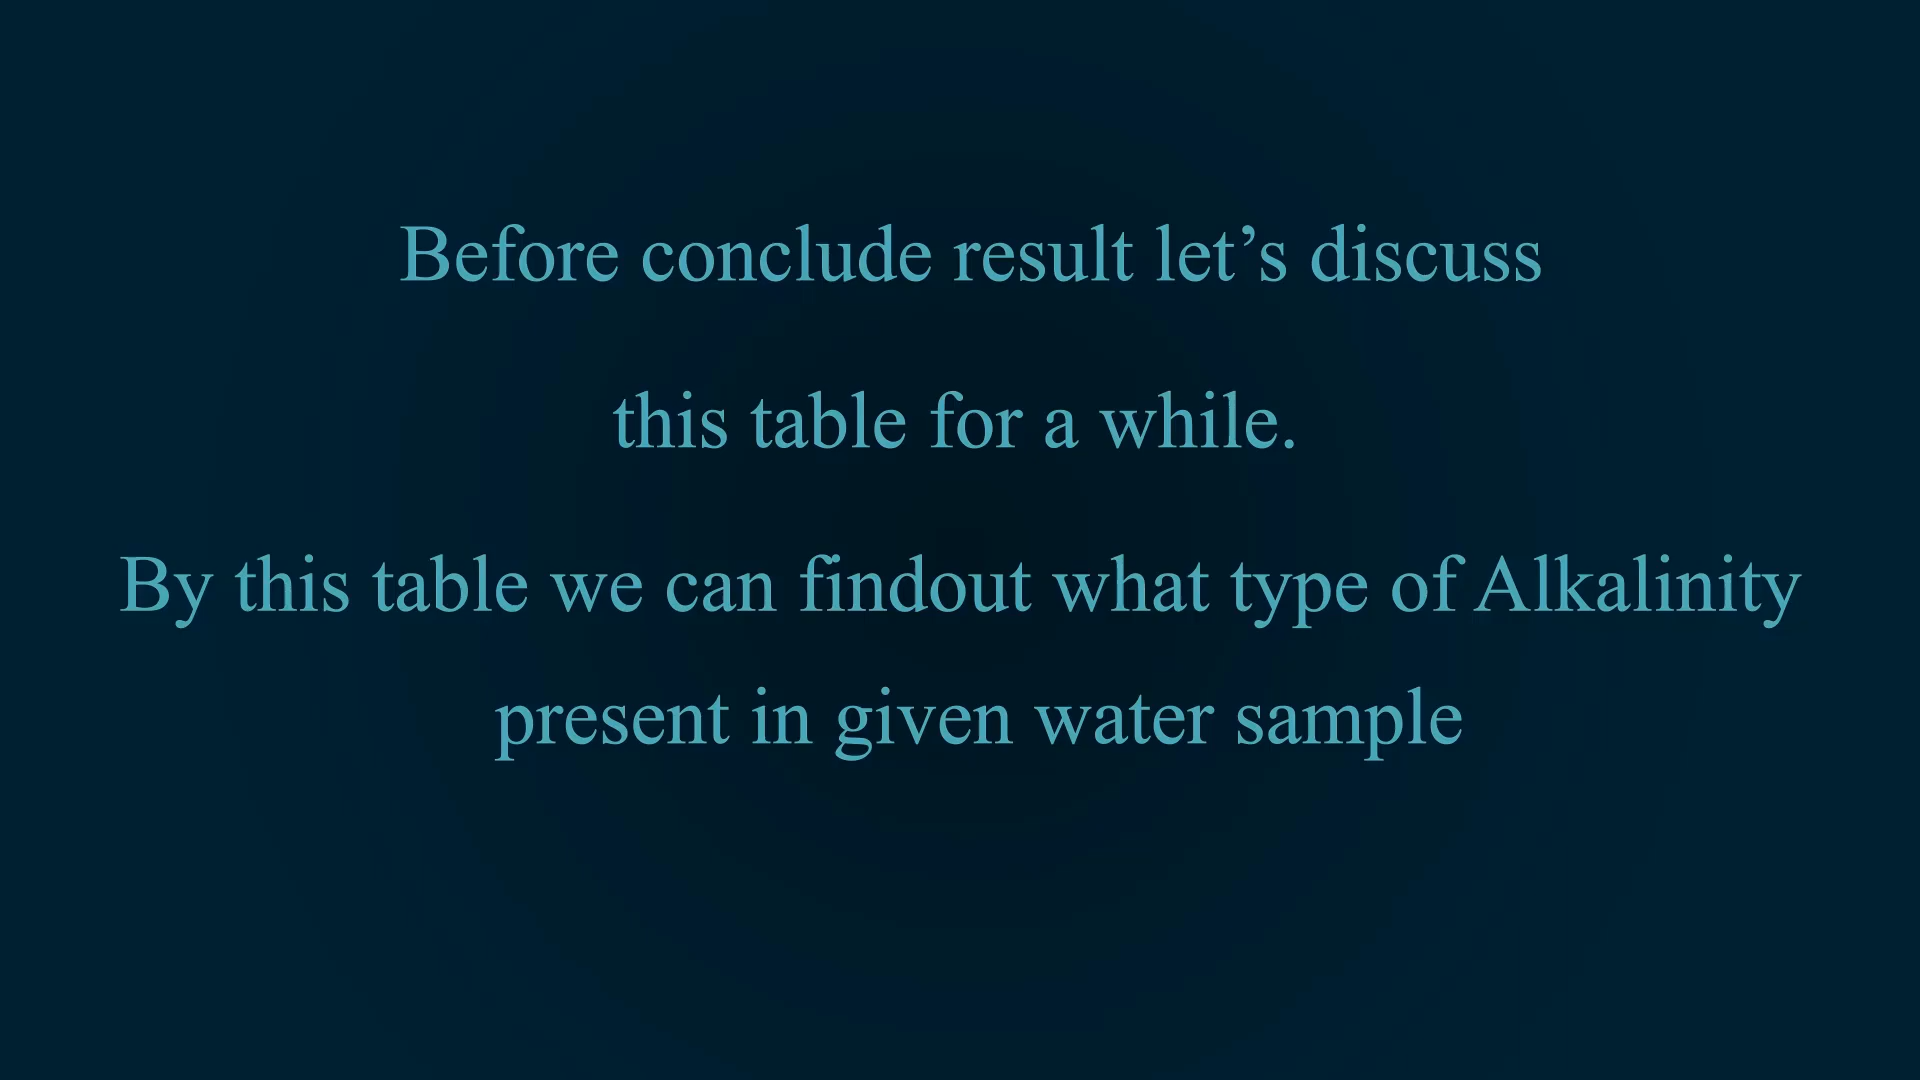 Before conclude result let’s discuss
this table for a while.
By this table we can findout what type of Alkalinity
present in given water sample